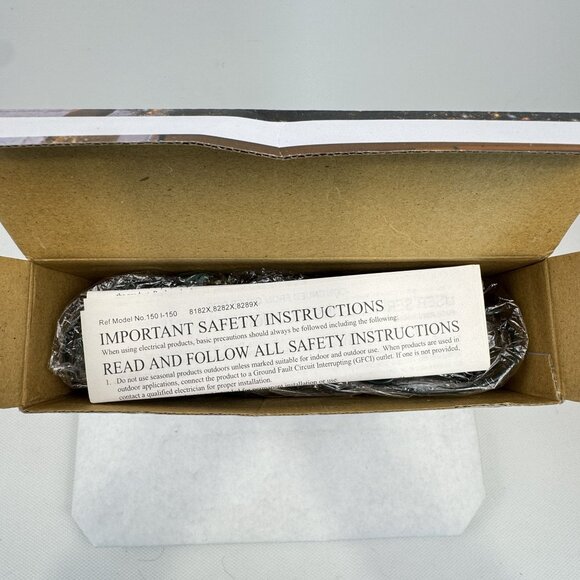 Ref Model No.150 I-150 8182X,8282X,8289X
IMPORTANT SAFETY INSTRUCTIONS
When using electrical products, basic precautions should always be followed including the following:
READ AND FOLLOW ALL SAFETY INSTRUCTIONS
1. Do not use seasonal products outdoors unless marked suitable for indoor and outdoor use. When products are used in
outdoor applications, connect the product to a Ground Fault Circuit Interrupting (GFCI) outlet. If one is not provided,
contact a qualified electrician for proper installation.